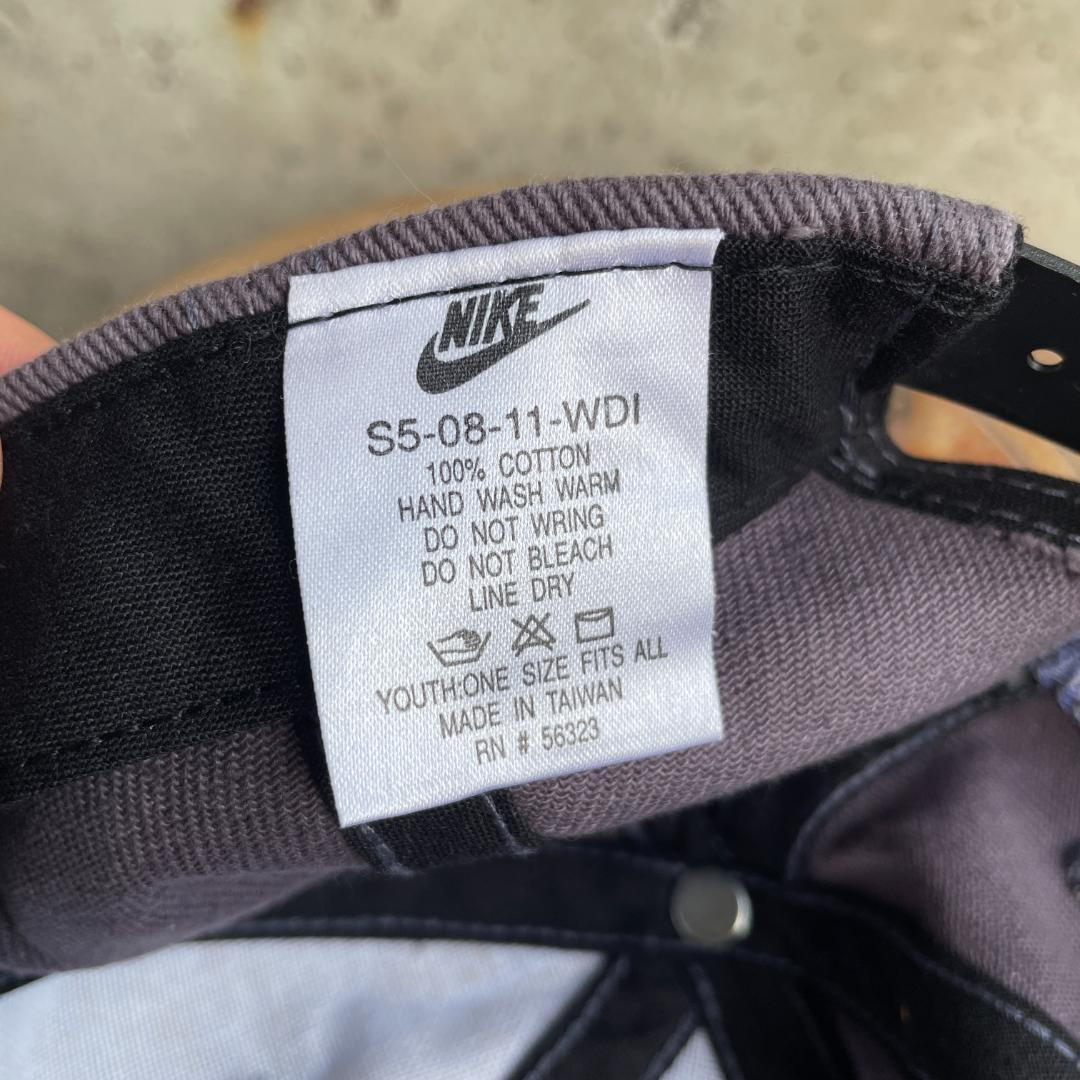 NIKE
S5-08-11-WDI
100% COTTON
HAND WASH WARM
DO NOT WRING
DO NOT BLEACH
LINE DRY
YOUTH:ONE SIZE FITS ALL
MADE IN TAIWAN
RN # 56323